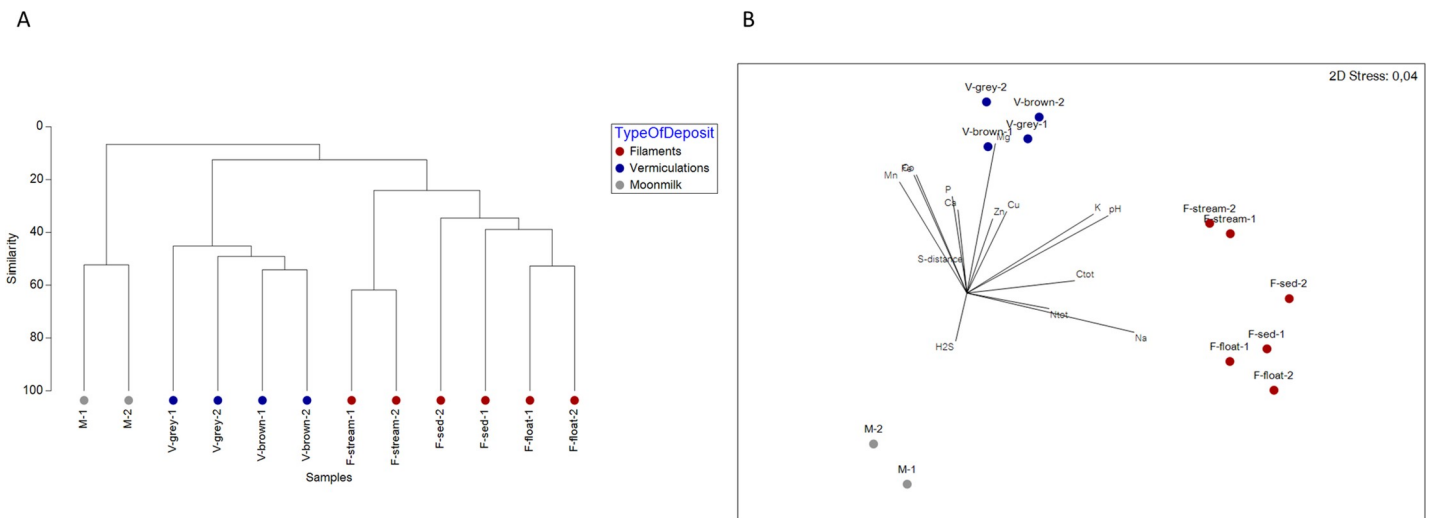 A
0
20
40
60
80
100
Similarity
M-1
M-2
V-grey-1
V-grey-2
V-brown-1
V-brown-2
F-stream-1
F-stream-2
F-sed-2
F-sed-1
F-float-1
F-float-2
Samples
TypeOfDeposit
Filaments
Vermiculations
Moonmilk
B
2D Stress: 0,04
V-grey-2
V-brown-2
V-grey-1
V-brown-1
Mg
Mn
P
Ca
Zn
Cu
K
pH
F-stream-2
F-stream-1
S-distance
Ctot
F-sed-2
Ntot
Na
H2S
F-sed-1
F-float-1
F-float-2
M-2
M-1